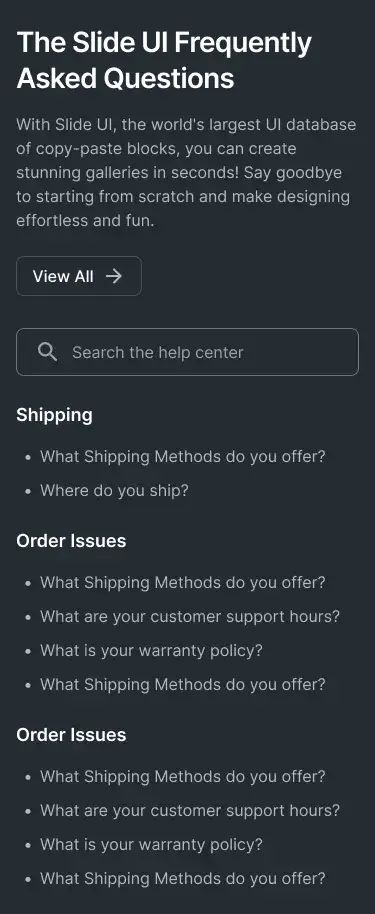 The Slide UI Frequently
Asked Questions
With Slide UI, the world's largest UI database
of copy-paste blocks, you can create
stunning galleries in seconds! Say goodbye
to starting from scratch and make designing
effortless and fun.
View All
Search the help center
Shipping
What Shipping Methods do you offer?
Where do you ship?
Order Issues
What Shipping Methods do you offer?
What are your customer support hours?
What is your warranty policy?
What Shipping Methods do you offer?
Order Issues
What Shipping Methods do you offer?
What are your customer support hours?
What is your warranty policy?
What Shipping Methods do you offer?